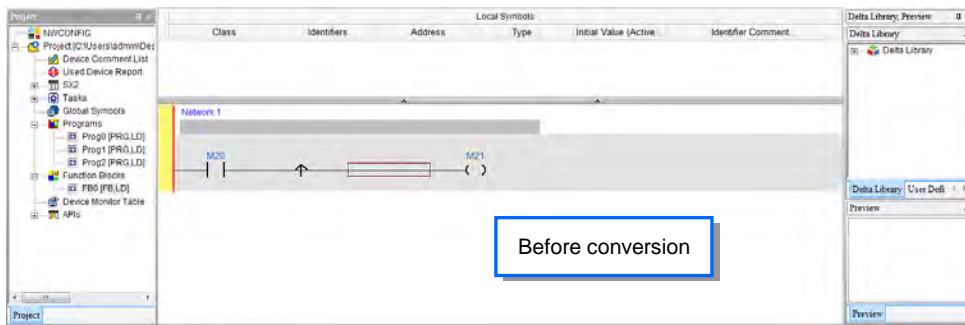 Project
NWCONFIG
Project [C:\Users\admin\Des
Device Comment List
Used Device Report
SX2
Tasks
Global Symbols
Programs
Prog0 [PRG,LD]
Prog1 [PRG,LD]
Prog2 [PRG,LD]
Function Blocks
FB0 [FB,LD]
Device Monitor Table
APIs
Project
Local Symbols
Class Identifiers Address Type Initial Value (Active Identifier Comment
Network 1
M20 M21
Before conversion
Delta Library, Preview
Delta Library
Delta Library
Delta Library User Defi
Preview
Preview